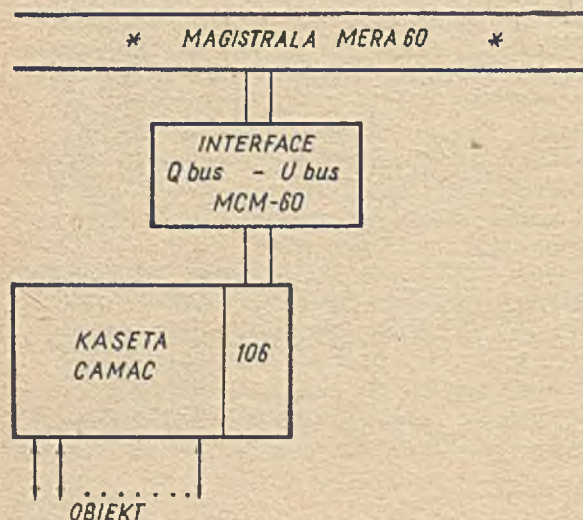 * MAGISTRALA MERA 60 *
INTERFACE
Q bus - U bus
MCM-60
KASETA
CAMAC
106
OBIEKT